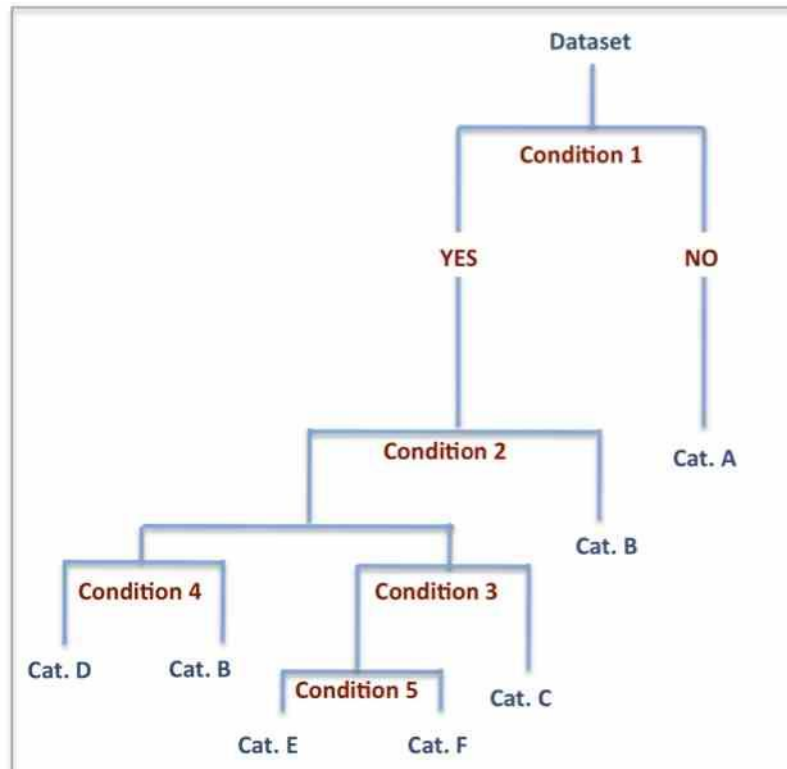 Dataset
Condition 1
YES
NO
Condition 2
Cat. A
Cat. B
Condition 4
Condition 3
Cat. D
Cat. B
Condition 5
Cat. C
Cat. E
Cat. F